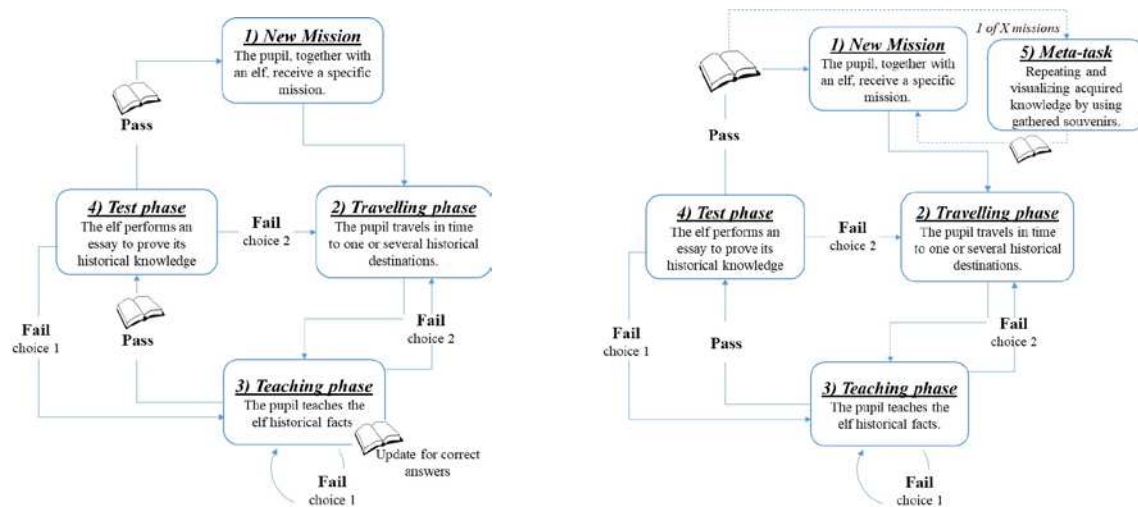 1) New Mission
The pupil, together with
an elf, receive a specific
mission.
Pass
4) Test phase
The elf performs an
essay to prove its
historical knowledge
Fail
choice 2
2) Travelling phase
The pupil travels in time
to one or several historical
destinations.
Fail
choice 1
Pass
Fail
choice 2
3) Teaching phase
The pupil teaches the
elf historical facts
Update for correct
answers
Fail
choice 1
1 of X missions
1) New Mission
The pupil, together with
an elf, receive a specific
mission.
5) Meta-task
Repeating and
visualizing acquired
knowledge by using
gathered souvenirs.
Pass
4) Test phase
The elf performs an
essay to prove its
historical knowledge
Fail
choice 2
2) Travelling phase
The pupil travels in time
to one or several historical
destinations.
Fail
choice 1
Pass
Fail
choice 2
3) Teaching phase
The pupil teaches the
elf historical facts.
Fail
choice 1